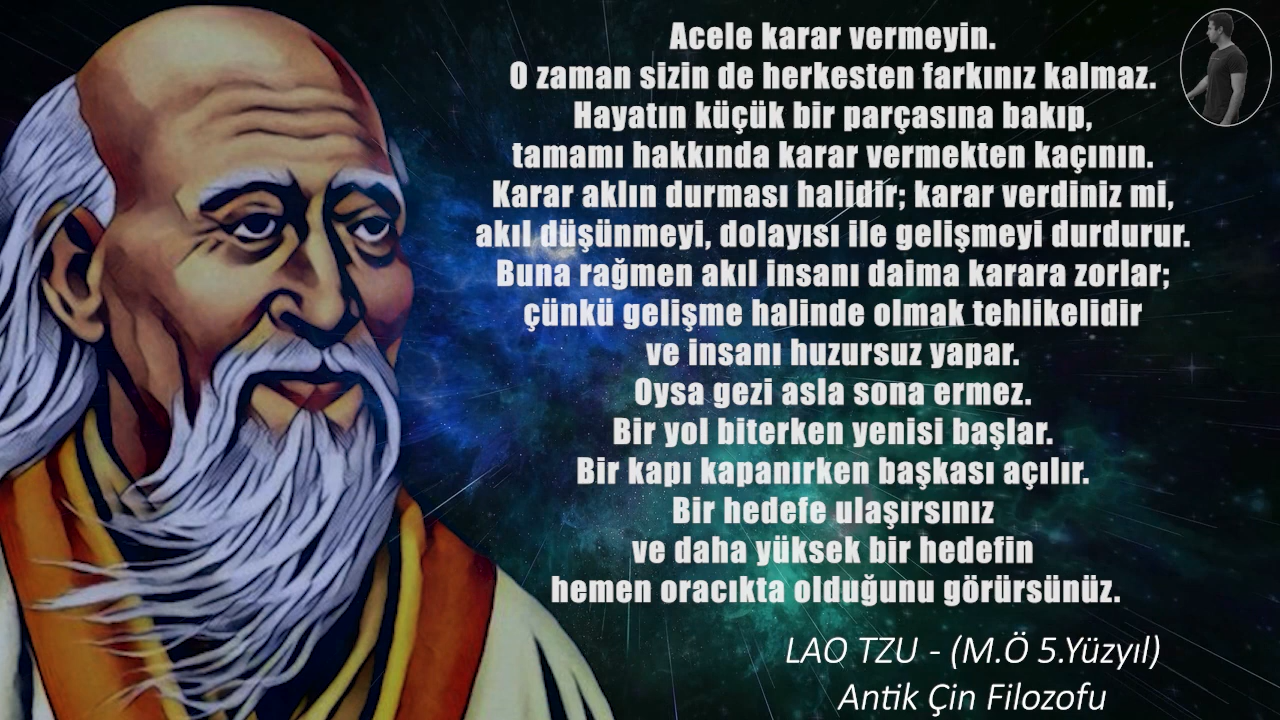 Acele karar vermeyin.
O zaman sizin de herkesten farkınız kalmaz.
Hayatın küçük bir parçasına bakıp,
tamamı hakkında karar vermekten kaçının.
Karar aklın durması halidir; karar verdiniz mi,
akıl düşünmeyi, dolayısı ile gelişmeyi durdurur.
Buna rağmen akıl insanı daima karara zorlar;
çünkü gelişme halinde olmak tehlikelidir
ve insanı huzursuz yapar.
Oysa gezi asla sona ermez.
Bir yol biterken yenisi başlar.
Bir kapı kapanırken başkası açılır.
Bir hedefe ulaşırsınız
ve daha yüksek bir hedefin
hemen oracıkta olduğunu görürsünüz.
LAO TZU - (M.Ö 5.Yüzyıl)
Antik Çin Filozofu